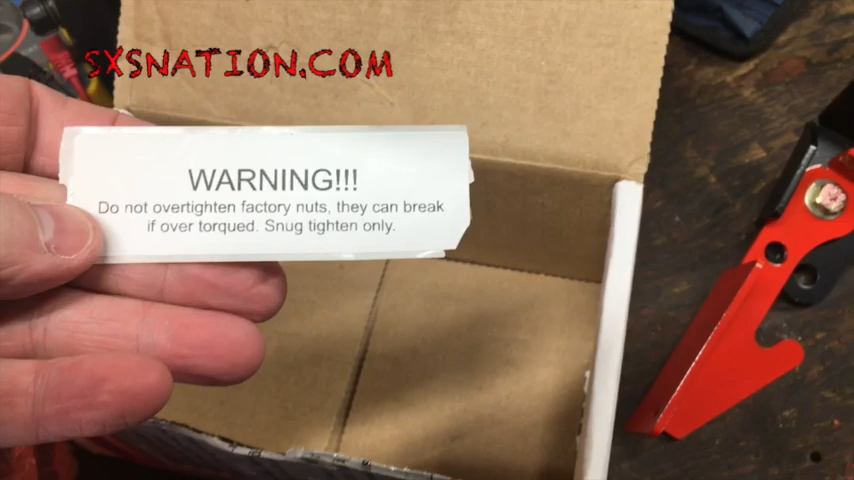 SXSNATION.COM
WARNING!!!
Do not overtighten factory nuts, they can break
if over torqued. Snug tighten only.